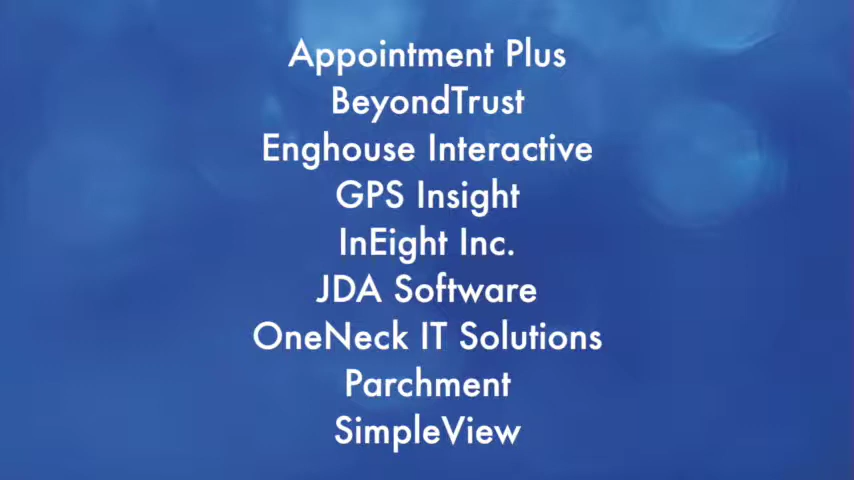 Appointment Plus
BeyondTrust
Enghouse Interactive
GPS Insight
InEight Inc.
JDA Software
OneNeck IT Solutions
Parchment
SimpleView